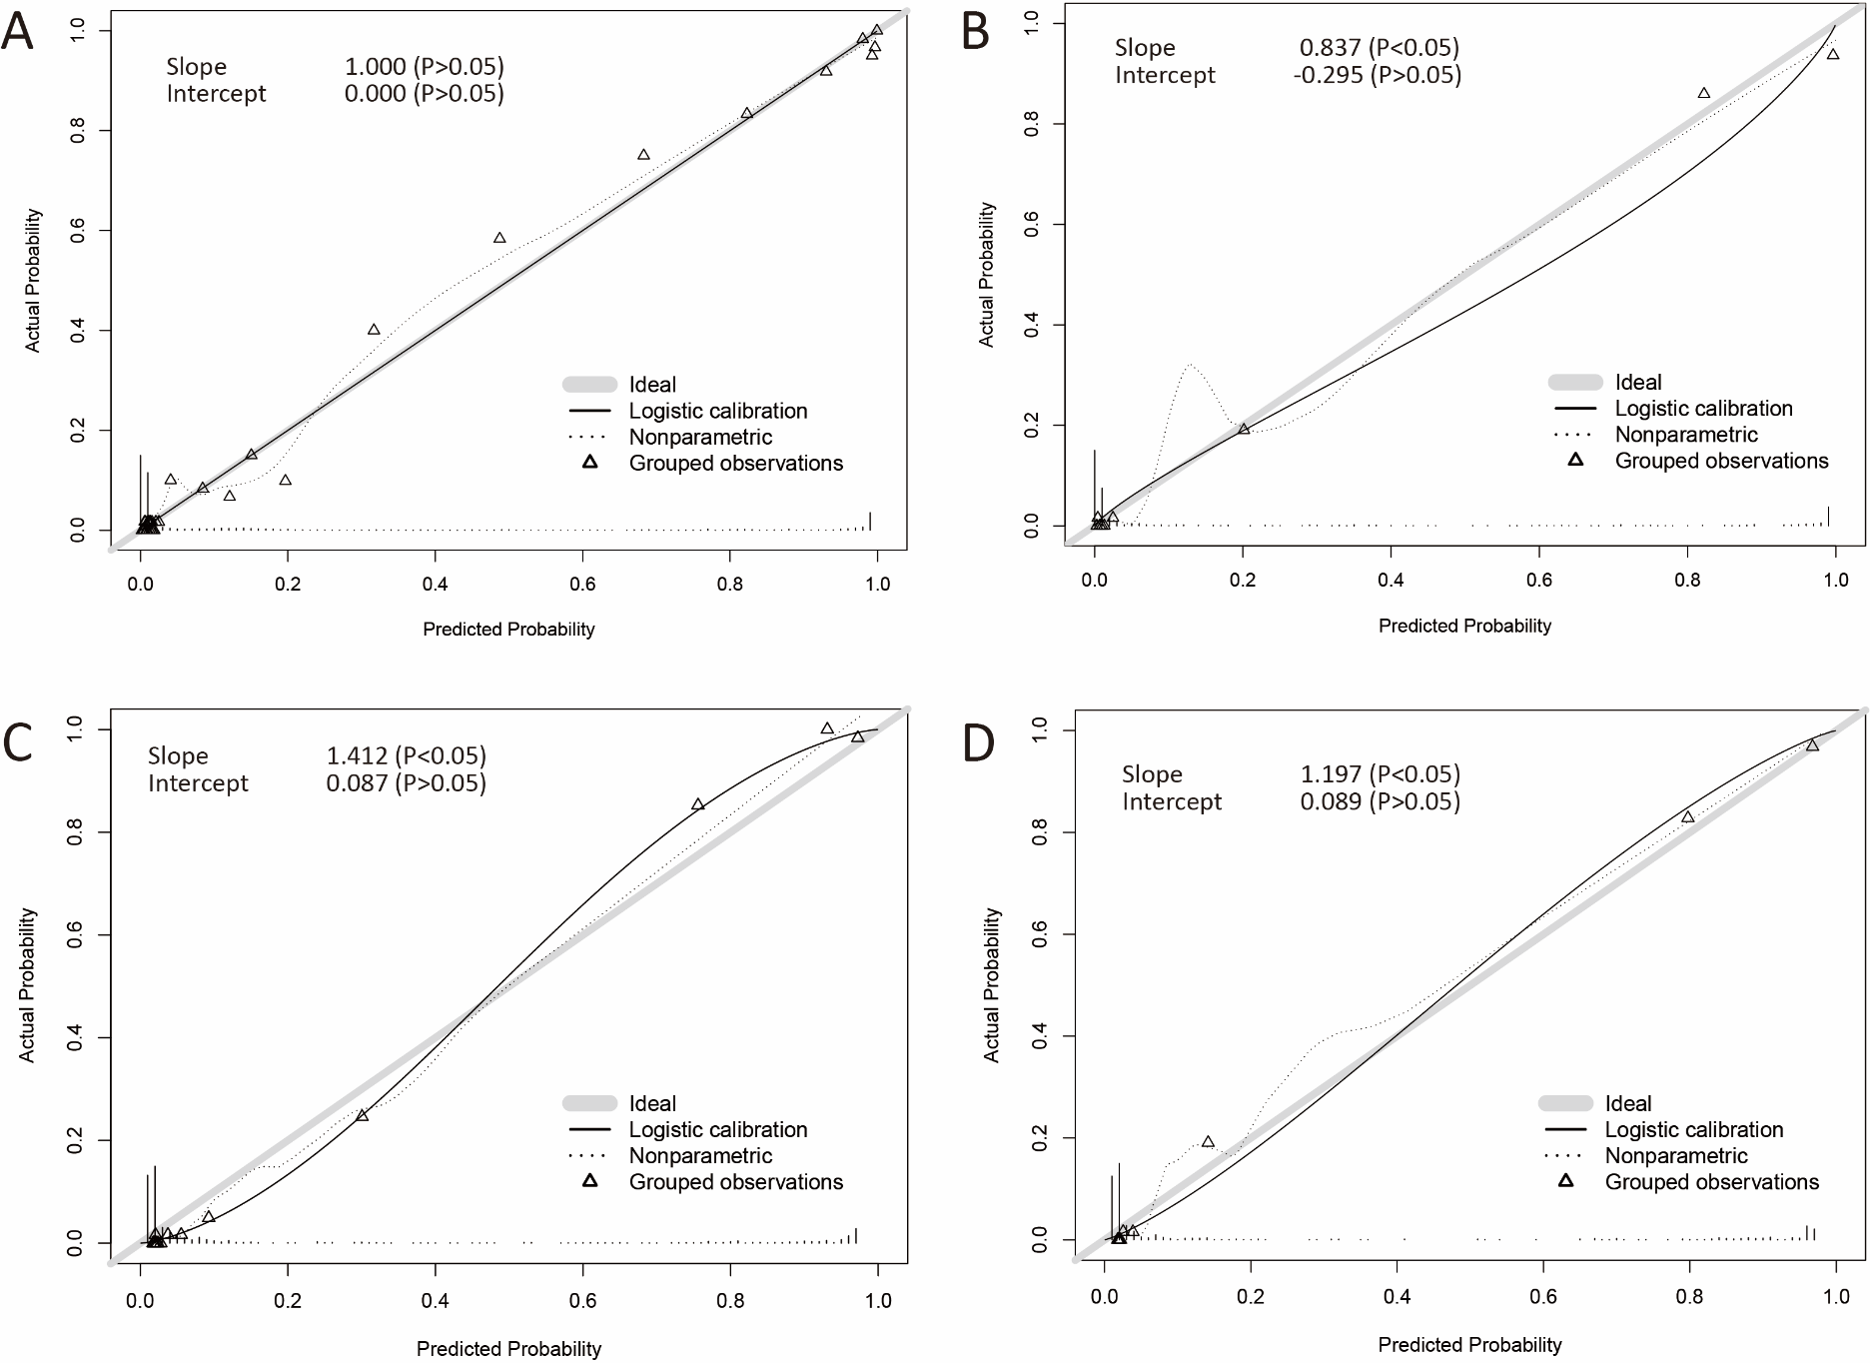 A
Slope 1.000 (P>0.05)
Intercept 0.000 (P>0.05)
Actual Probability
0.0 0.2 0.4 0.6 0.8 1.0
Ideal
Logistic calibration
Nonparametric
Grouped observations
0.0 0.2 0.4 0.6 0.8 1.0
Predicted Probability
B
Slope 0.837 (P<0.05)
Intercept -0.295 (P>0.05)
Actual Probability
0.0 0.2 0.4 0.6 0.8 1.0
Ideal
Logistic calibration
Nonparametric
Grouped observations
0.0 0.2 0.4 0.6 0.8 1.0
Predicted Probability
C
Slope 1.412 (P<0.05)
Intercept 0.087 (P>0.05)
Actual Probability
0.0 0.2 0.4 0.6 0.8 1.0
Ideal
Logistic calibration
Nonparametric
Grouped observations
0.0 0.2 0.4 0.6 0.8 1.0
Predicted Probability
D
Slope 1.197 (P<0.05)
Intercept 0.089 (P>0.05)
Actual Probability
0.0 0.2 0.4 0.6 0.8 1.0
Ideal
Logistic calibration
Nonparametric
Grouped observations
0.0 0.2 0.4 0.6 0.8 1.0
Predicted Probability